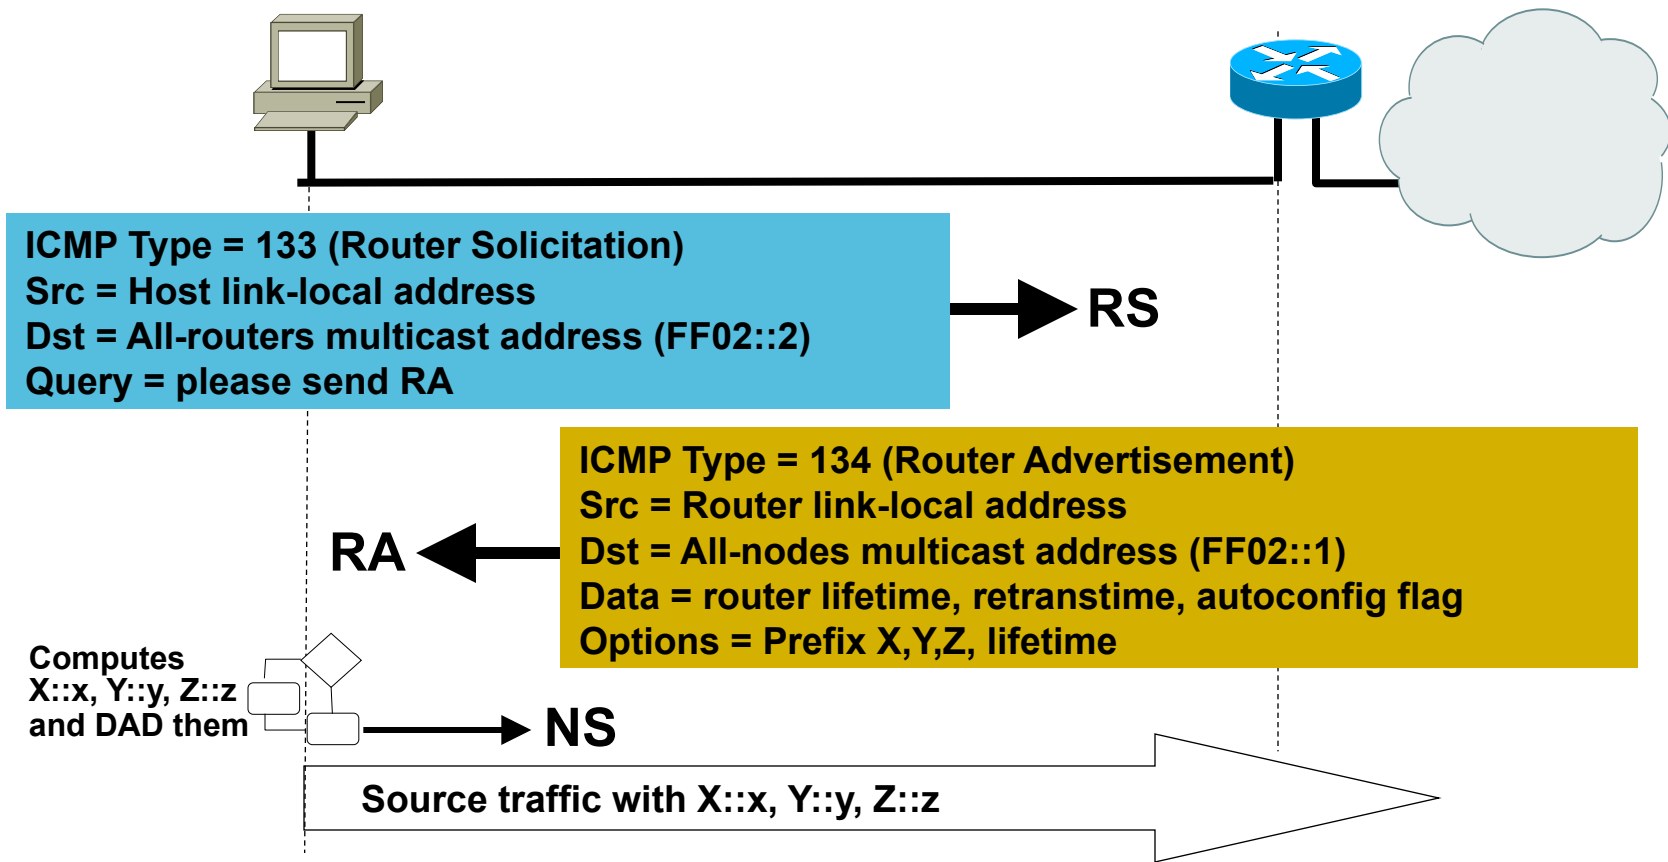 ICMP Type = 133 (Router Solicitation)
Src = Host link-local address
Dst = All-routers multicast address (FF02::2)
Query = please send RA
RS
ICMP Type = 134 (Router Advertisement)
Src = Router link-local address
Dst = All-nodes multicast address (FF02::1)
Data = router lifetime, retranstime, autoconfig flag
Options = Prefix X,Y,Z, lifetime
RA
Computes
X::x, Y::y, Z::z
and DAD them
NS
Source traffic with X::x, Y::y, Z::z